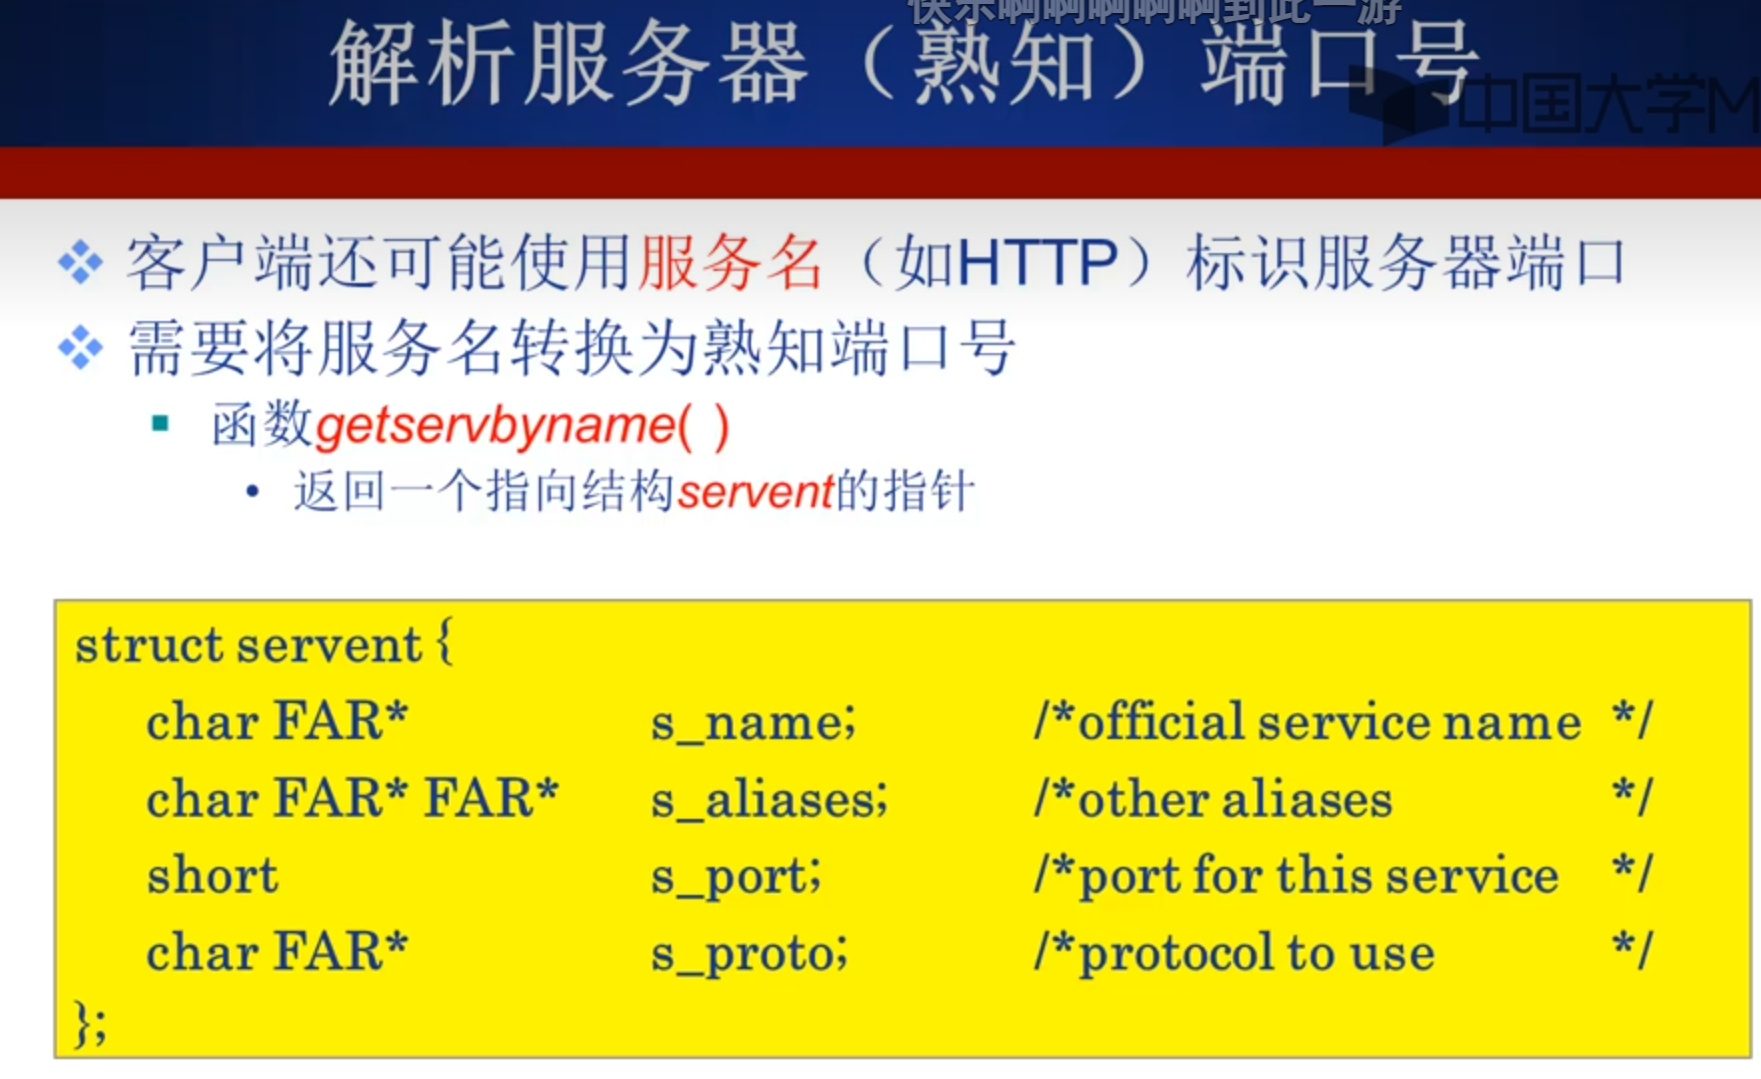 快乐啊啊啊啊啊到此一游
解析服务器（熟知）端口号
中国大学M
客户端还可能使用服务名（如HTTP）标识服务器端口
需要将服务名转换为熟知端口号
函数getservbyname( )
返回一个指向结构servent的指针
struct servent {
char FAR* s_name; /*official service name */
char FAR* FAR* s_aliases; /*other aliases */
short s_port; /*port for this service */
char FAR* s_proto; /*protocol to use */
};